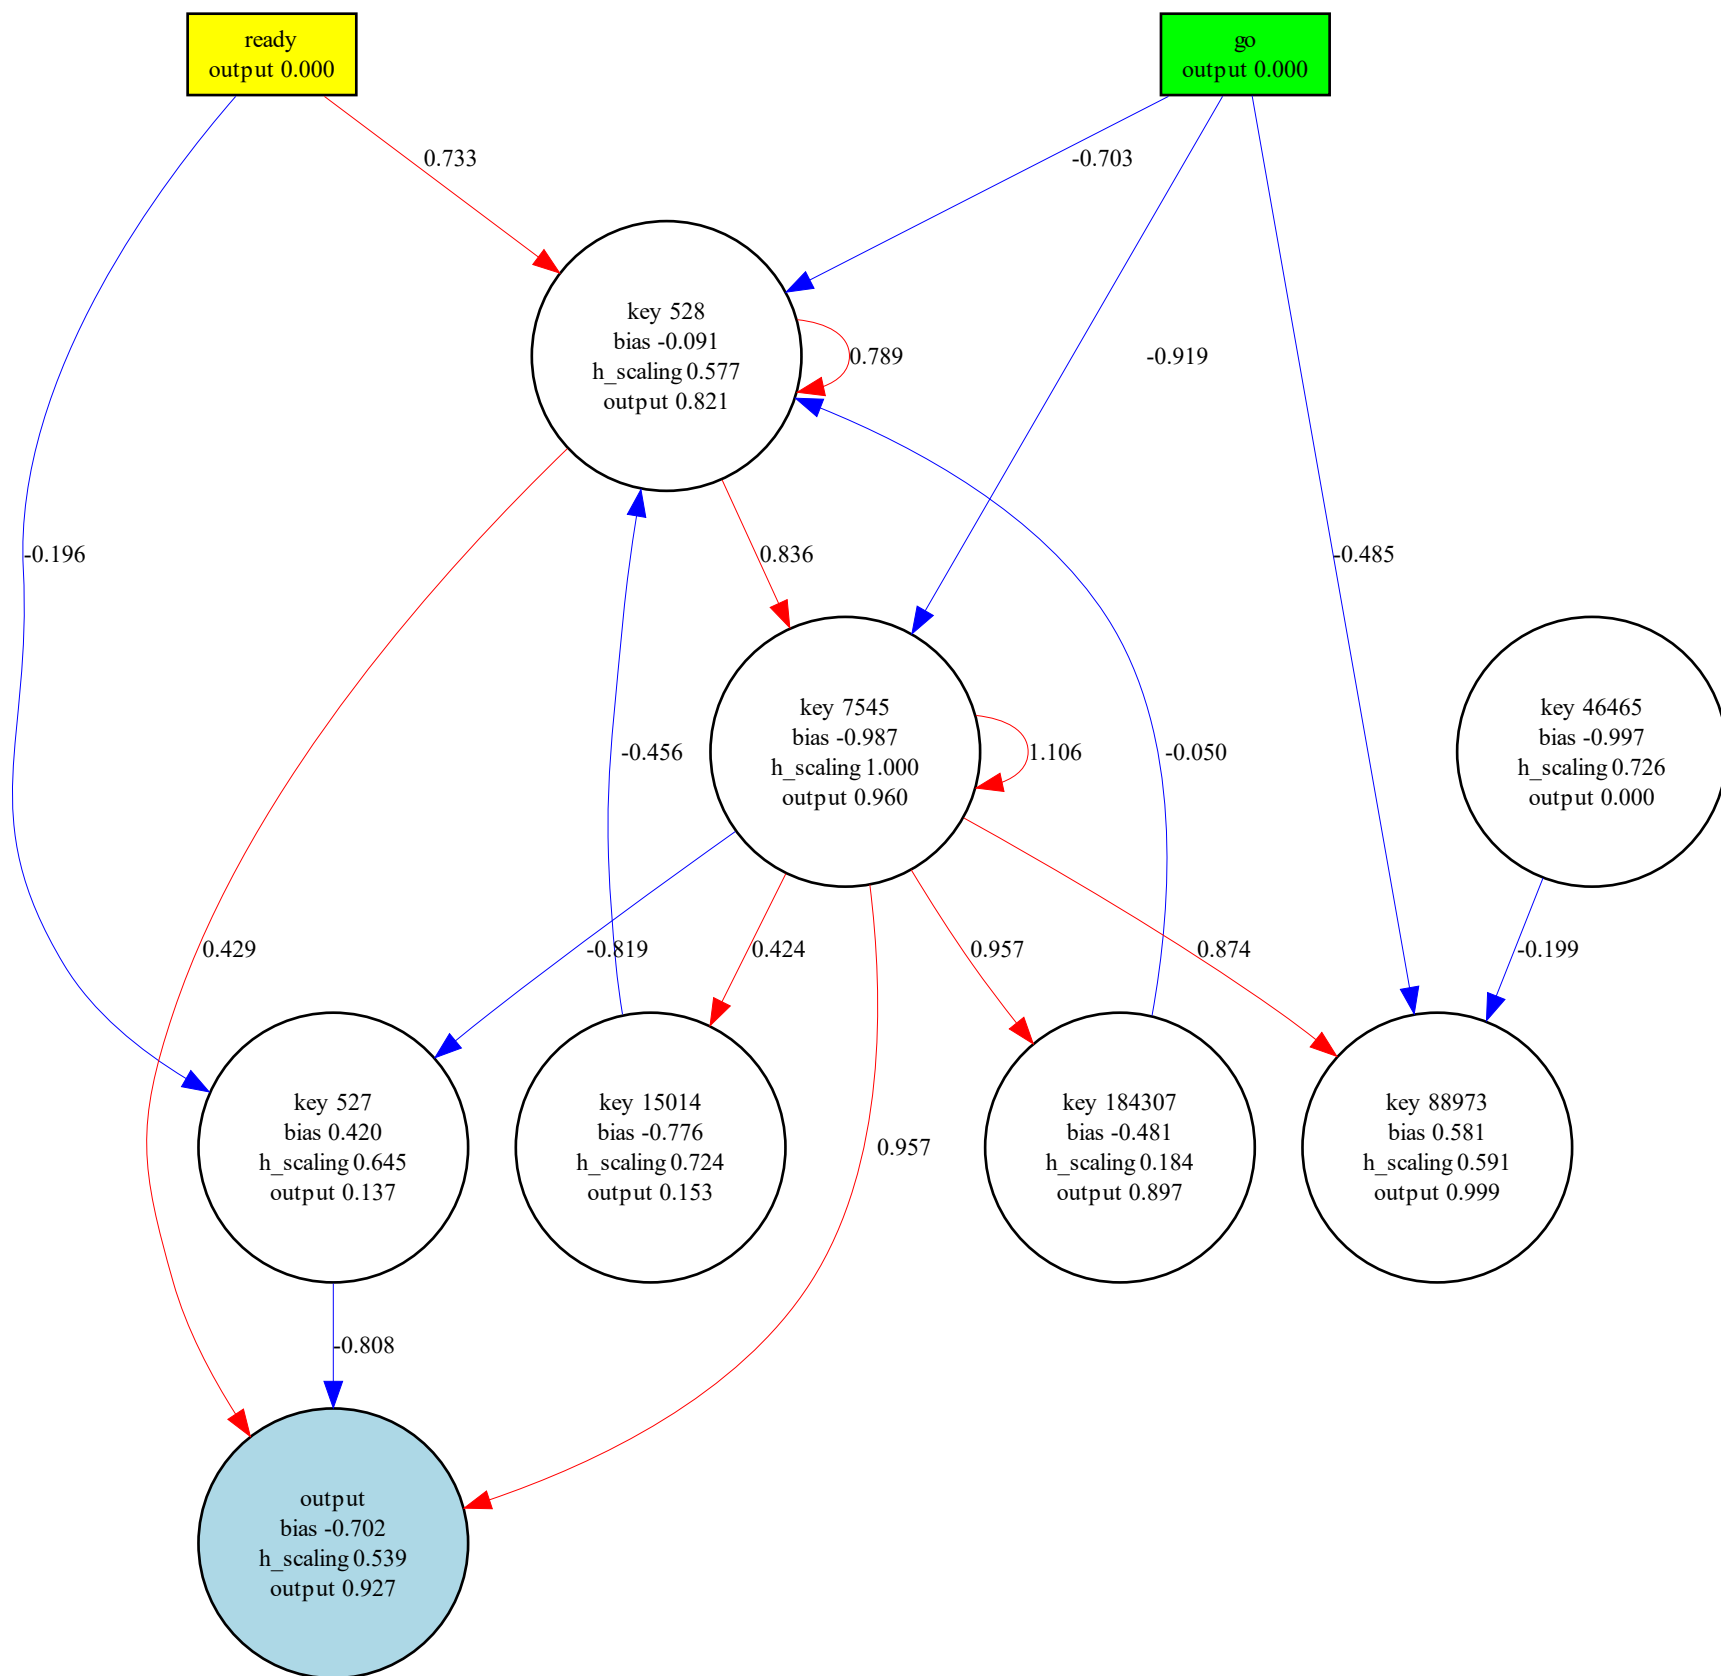 ready
output 0.000
go
output 0.000
0.733
-0.703
key 528
bias -0.091
h_scaling 0.577
output 0.821
0.789
-0.919
-0.196
0.836
-0.485
key 7545
bias -0.987
h_scaling 1.000
output 0.960
1.106
-0.456
-0.050
key 46465
bias -0.997
h_scaling 0.726
output 0.000
0.429
-0.819
0.424
0.957
0.874
-0.199
key 527
bias 0.420
h_scaling 0.645
output 0.137
key 15014
bias -0.776
h_scaling 0.724
output 0.153
0.957
key 184307
bias -0.481
h_scaling 0.184
output 0.897
key 88973
bias 0.581
h_scaling 0.591
output 0.999
-0.808
output
bias -0.702
h_scaling 0.539
output 0.927